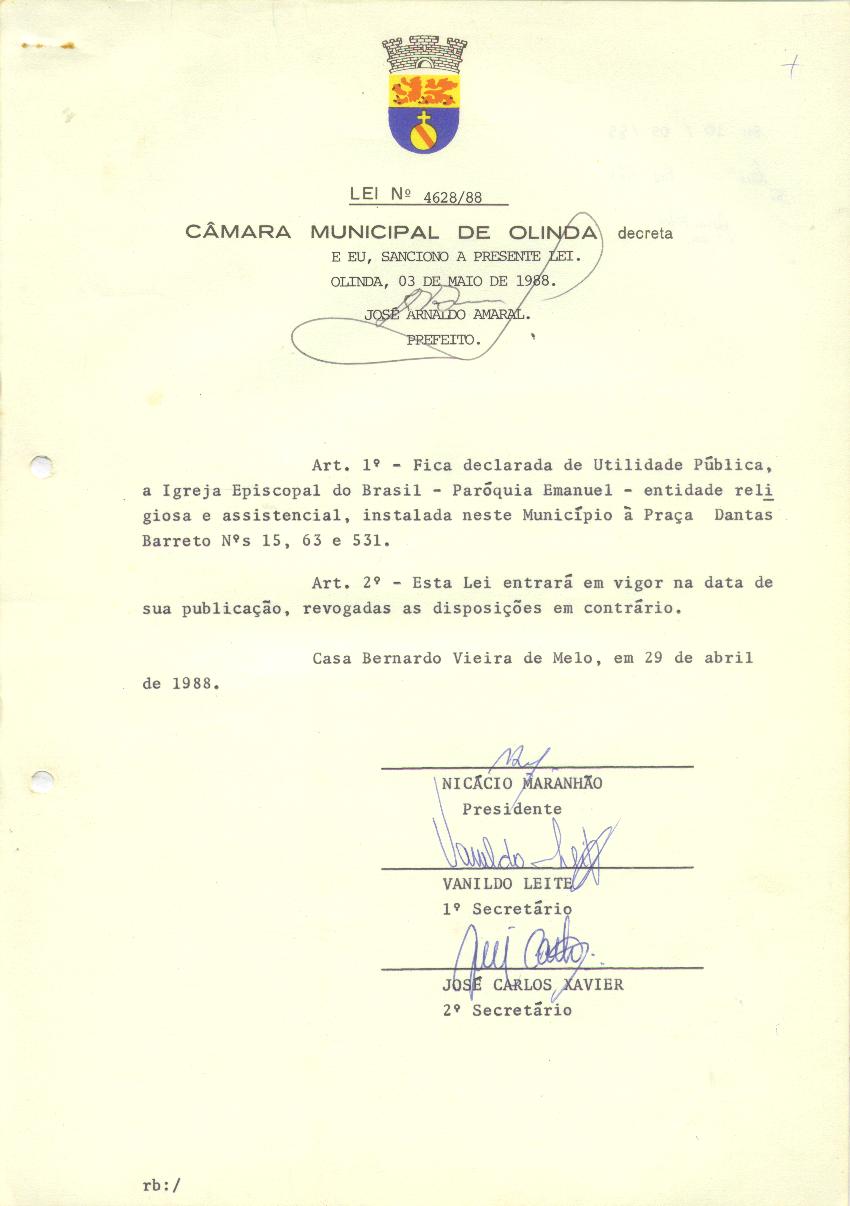 LEI Nº 4628/88
CÂMARA MUNICIPAL DE OLINDA decreta
E EU, SANCIONO A PRESENTE LEI.
OLINDA, 03 DE MAIO DE 1988.
JOSÉ ARNALDO AMARAL.
PREFEITO.
Art. 1º - Fica declarada de Utilidade Pública,
a Igreja Episcopal do Brasil - Paróquia Emanuel - entidade reli
giosa e assistencial, instalada neste Município à Praça Dantas
Barreto Nºs 15, 63 e 531.
Art. 2º - Esta Lei entrará em vigor na data de
sua publicação, revogadas as disposições em contrário.
Casa Bernardo Vieira de Melo, em 29 de abril
de 1988.
NICÁCIO MARANHÃO
Presidente
Vanildo Leite
VANILDO LEITE
1º Secretário
JOSÉ CARLOS XAVIER
2º Secretário
rb:/